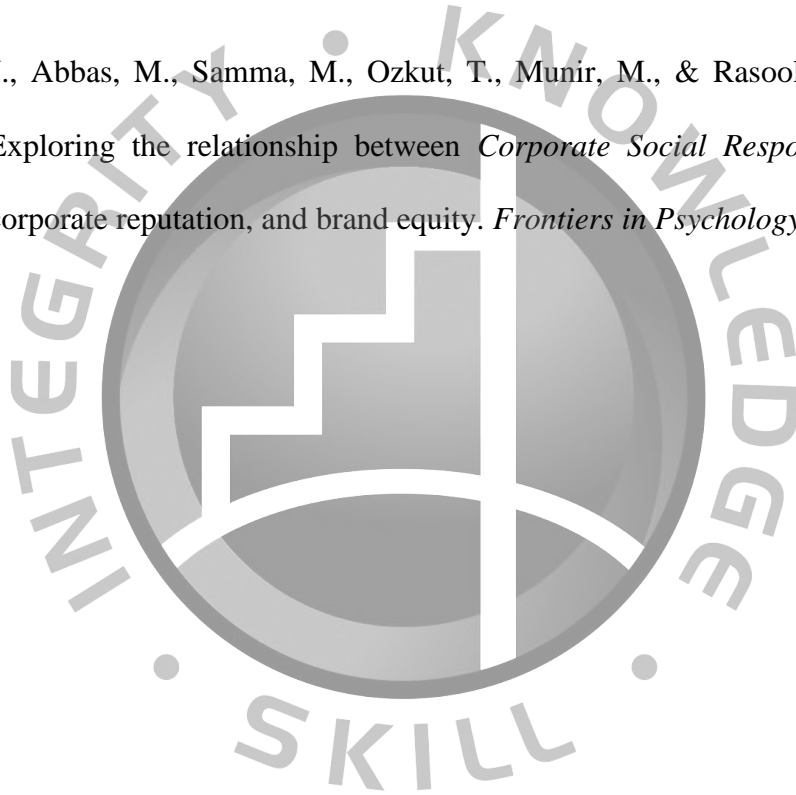 ., Abbas, M., Samma, M., Ozkut, T., Munir, M., & Rasool
Exploring the relationship between Corporate Social Respo
corporate reputation, and brand equity. Frontiers in Psychology
INTEGRITY • KNOWLEDGE • SKILL •